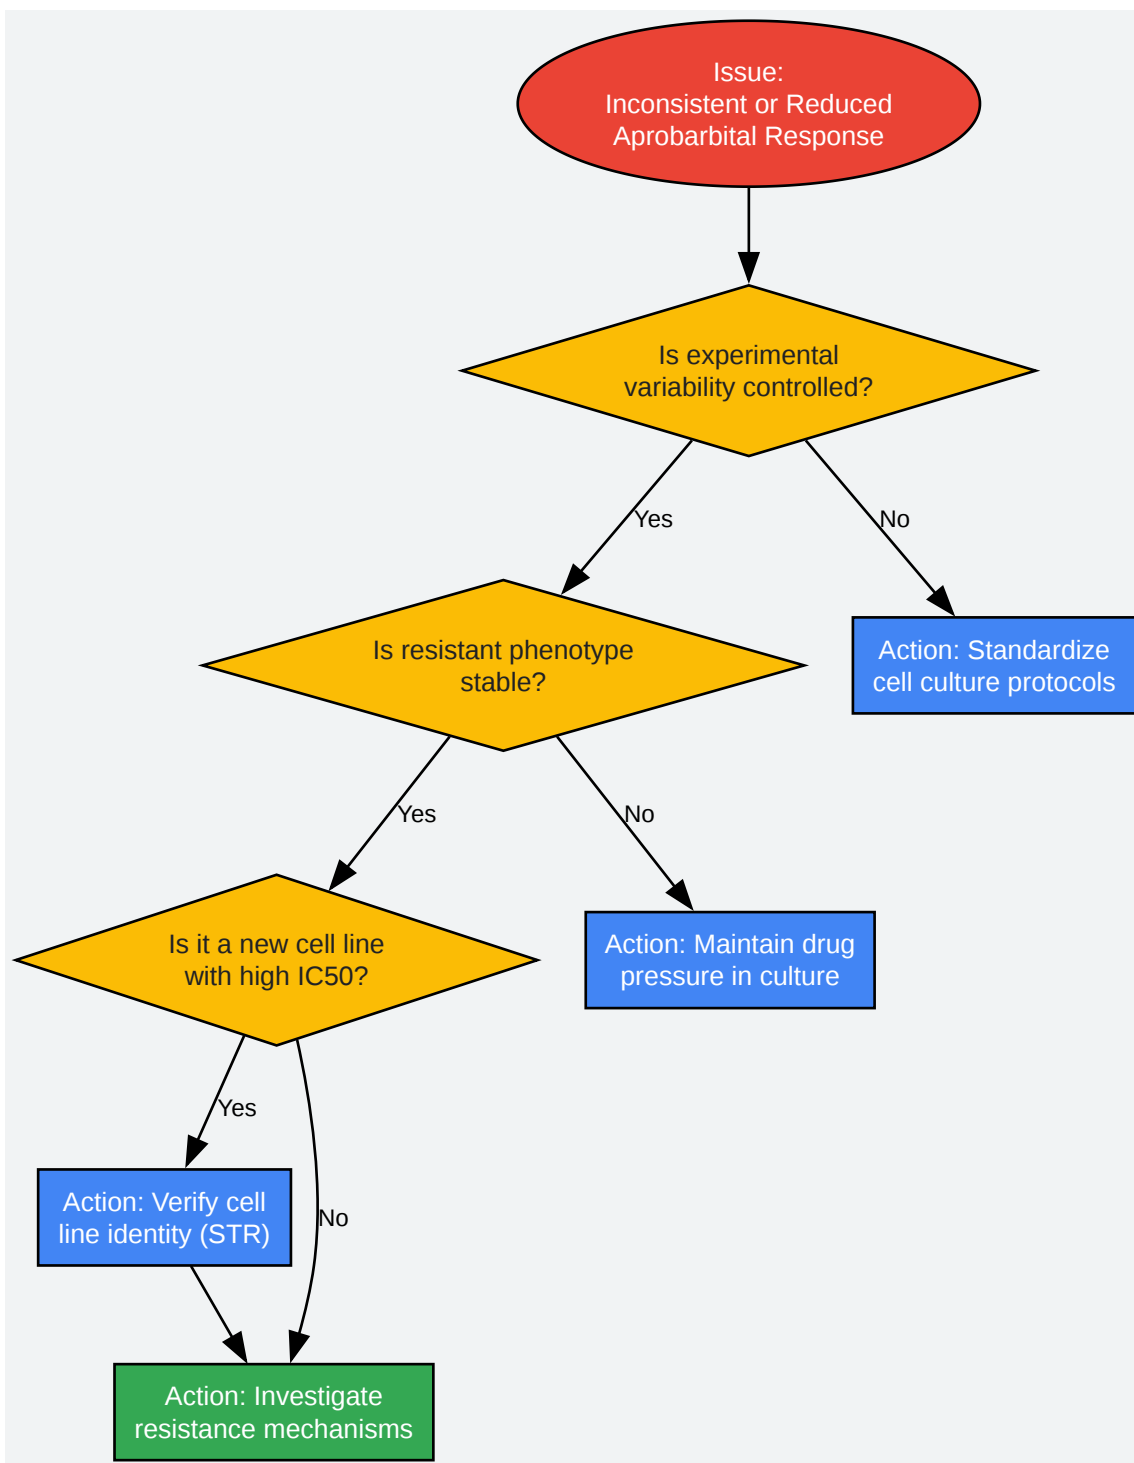 Issue:
Inconsistent or Reduced
Aprobarbital Response
Is experimental
variability controlled?
Yes
No
Is resistant phenotype
stable?
Action: Standardize
cell culture protocols
Yes
No
Is it a new cell line
with high IC50?
Action: Maintain drug
pressure in culture
Yes
Action: Verify cell
line identity (STR)
No
Action: Investigate
resistance mechanisms